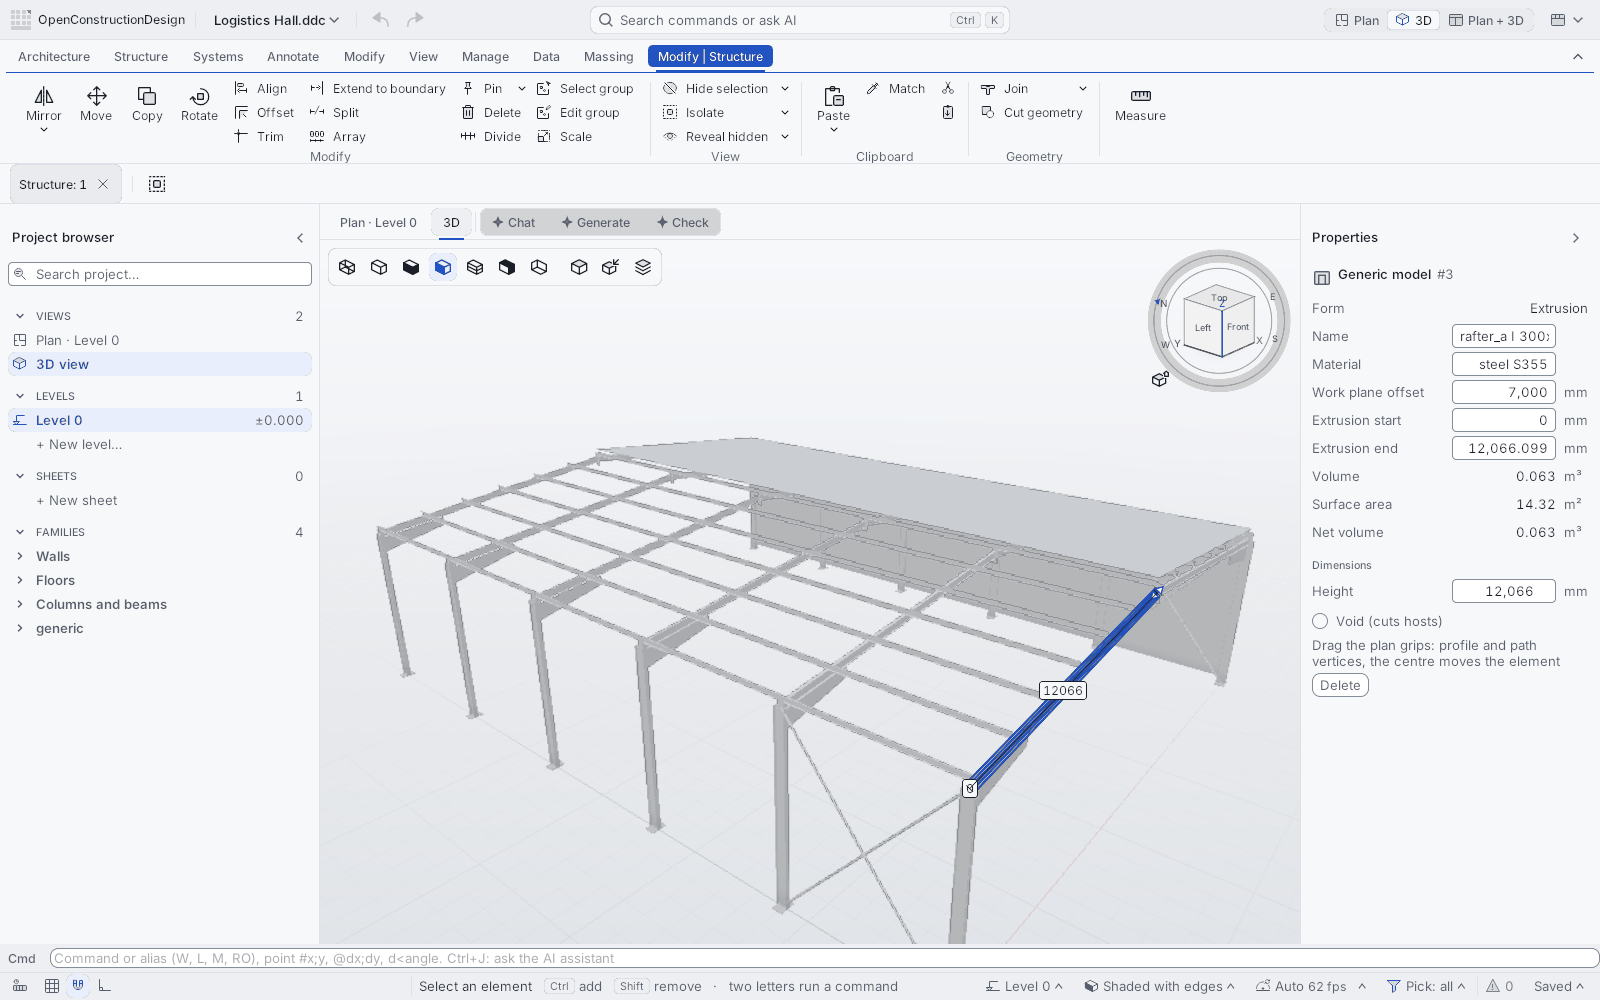 OpenConstructionDesign
Logistics Hall.ddc
Search commands or ask AI
Ctrl K
Plan 3D Plan + 3D
Architecture Structure Systems Annotate Modify View Manage Data Massing Modify | Structure
Mirror Move Copy Rotate
Align Extend to boundary Pin Select group
Offset Split Delete Edit group
Trim Array Divide Scale
Modify
Hide selection
Isolate
Reveal hidden
View
Paste Match
Clipboard
Join
Cut geometry
Geometry
Measure
Structure: 1
Project browser
Search project...
VIEWS 2
Plan · Level 0
3D view
LEVELS 1
Level 0 ±0.000
+ New level...
SHEETS 0
+ New sheet
FAMILIES 4
Walls
Floors
Columns and beams
generic
Plan · Level 0 3D Chat Generate Check
N E
Top
Z
Left Front
W Y X S
12066
0
Properties
Generic model #3
Form Extrusion
Name rafter_a I 300
Material steel S355
Work plane offset 7,000 mm
Extrusion start 0 mm
Extrusion end 12,066.099 mm
Volume 0.063 m³
Surface area 14.32 m²
Net volume 0.063 m³
Dimensions
Height 12,066 mm
Void (cuts hosts)
Drag the plan grips: profile and path
vertices, the centre moves the element
Delete
Cmd Command or alias (W, L, M, RO), point #x;y, @dx;dy, d<angle. Ctrl+J: ask the AI assistant
Select an element Ctrl add Shift remove · two letters run a command
Level 0 Shaded with edges Auto 62 fps Pick: all 0 Saved